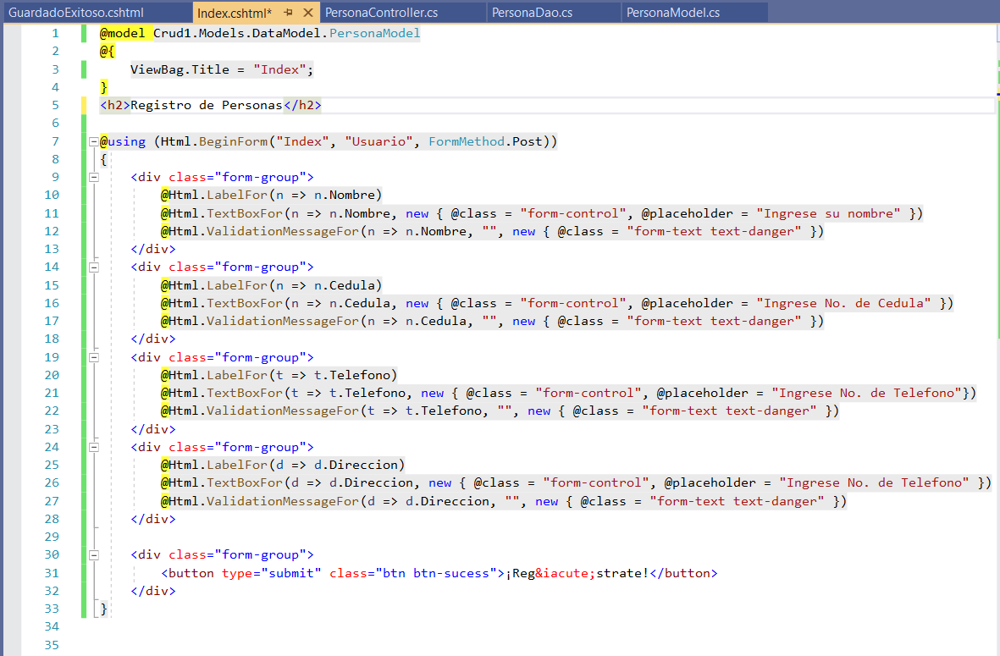 GuardadoExitoso.cshtml Index.cshtml* PersonaController.cs PersonaDao.cs PersonaModel.cs
1 @model Crud1.Models.DataModel.PersonaModel
2 @{
3 ViewBag.Title = "Index";
4 }
5 <h2>Registro de Personas</h2>
6
7 @using (Html.BeginForm("Index", "Usuario", FormMethod.Post))
8 {
9 <div class="form-group">
10 @Html.LabelFor(n => n.Nombre)
11 @Html.TextBoxFor(n => n.Nombre, new { @class = "form-control", @placeholder = "Ingrese su nombre" })
12 @Html.ValidationMessageFor(n => n.Nombre, "", new { @class = "form-text text-danger" })
13 </div>
14 <div class="form-group">
15 @Html.LabelFor(n => n.Cedula)
16 @Html.TextBoxFor(n => n.Cedula, new { @class = "form-control", @placeholder = "Ingrese No. de Cedula" })
17 @Html.ValidationMessageFor(n => n.Cedula, "", new { @class = "form-text text-danger" })
18 </div>
19 <div class="form-group">
20 @Html.LabelFor(t => t.Telefono)
21 @Html.TextBoxFor(t => t.Telefono, new { @class = "form-control", @placeholder = "Ingrese No. de Telefono"})
22 @Html.ValidationMessageFor(t => t.Telefono, "", new { @class = "form-text text-danger" })
23 </div>
24 <div class="form-group">
25 @Html.LabelFor(d => d.Direccion)
26 @Html.TextBoxFor(d => d.Direccion, new { @class = "form-control", @placeholder = "Ingrese No. de Telefono" })
27 @Html.ValidationMessageFor(d => d.Direccion, "", new { @class = "form-text text-danger" })
28 </div>
29
30 <div class="form-group">
31 <button type="submit" class="btn btn-sucess">¡Reg&iacute;strate!</button>
32 </div>
33 }
34
35